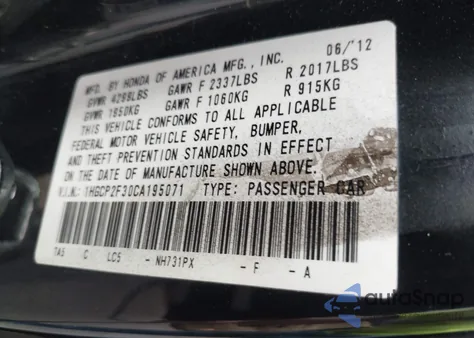 MFD. BY HONDA OF AMERICA MFG., INC. 06/'12
GVWR 4288LBS GAWR F 2337LBS R 2017LBS
GVWR 1950KG GAWR F 1060KG R 915KG
THIS VEHICLE CONFORMS TO ALL APPLICABLE
FEDERAL MOTOR VEHICLE SAFETY, BUMPER,
AND THEFT PREVENTION STANDARDS IN EFFECT
ON THE DATE OF MANUFACTURE SHOWN ABOVE.
V.I.N.: 1HGCP2F30CA195071 TYPE: PASSENGER CAR
TA5 C LC5 - NH731PX - F - A
autoSnap